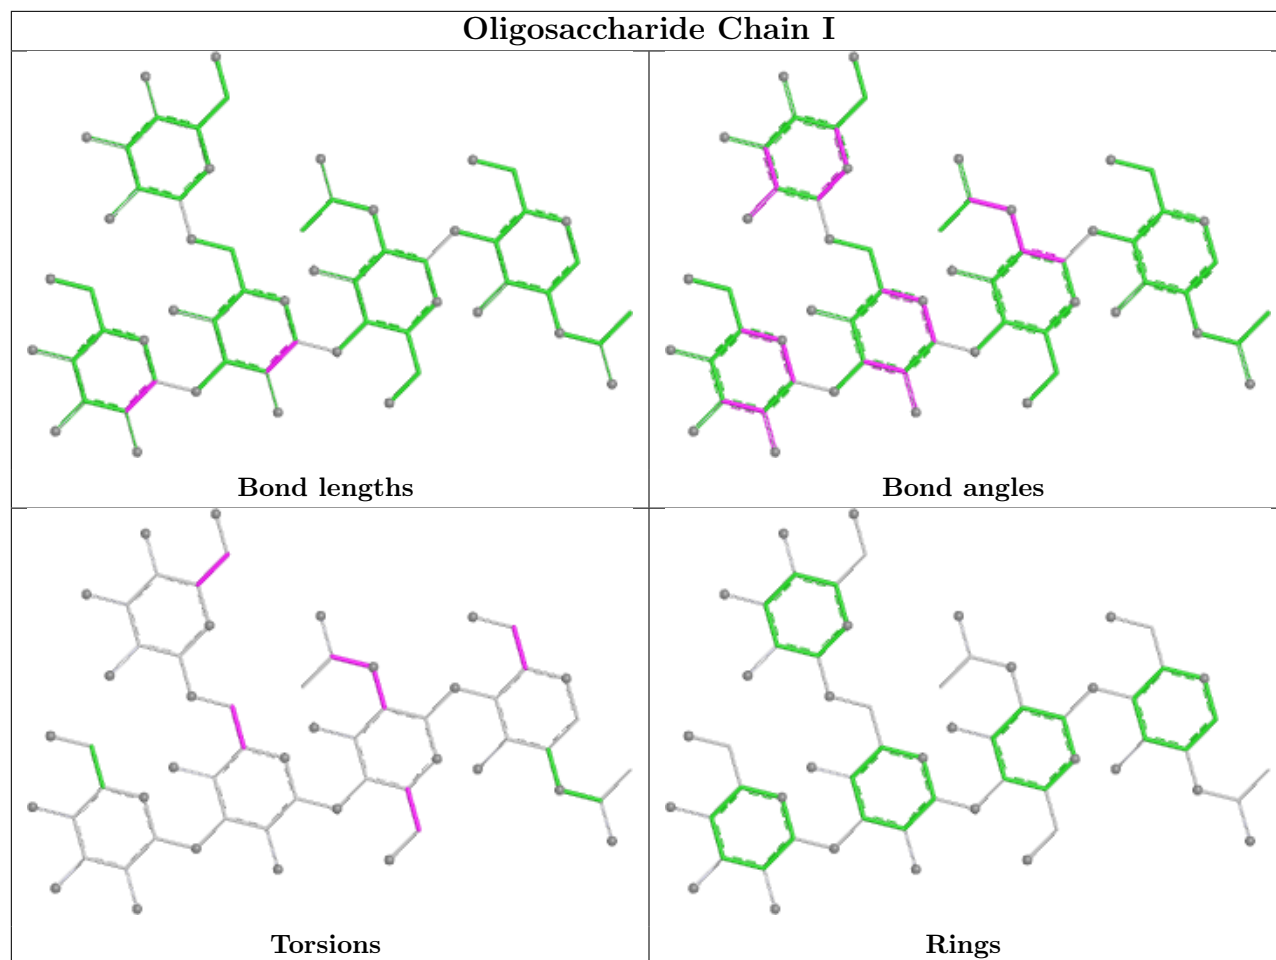 Oligosaccharide Chain I
Bond lengths
Bond angles
Torsions
Rings